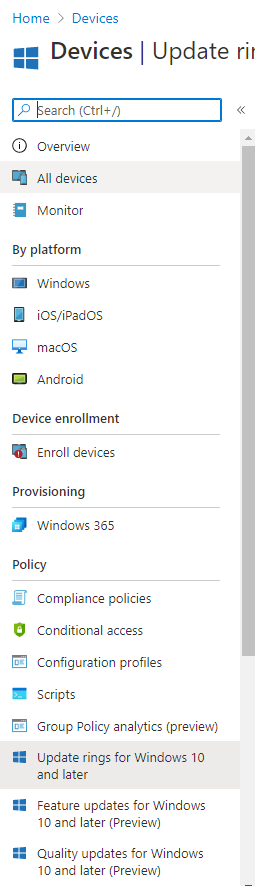 Home > Devices
Devices | Update rin
Search (Ctrl+/)
Overview
All devices
Monitor
By platform
Windows
iOS/iPadOS
macOS
Android
Device enrollment
Enroll devices
Provisioning
Windows 365
Policy
Compliance policies
Conditional access
Configuration profiles
Scripts
Group Policy analytics (preview)
Update rings for Windows 10
and later
Feature updates for Windows
10 and later (Preview)
Quality updates for Windows
10 and later (Preview)